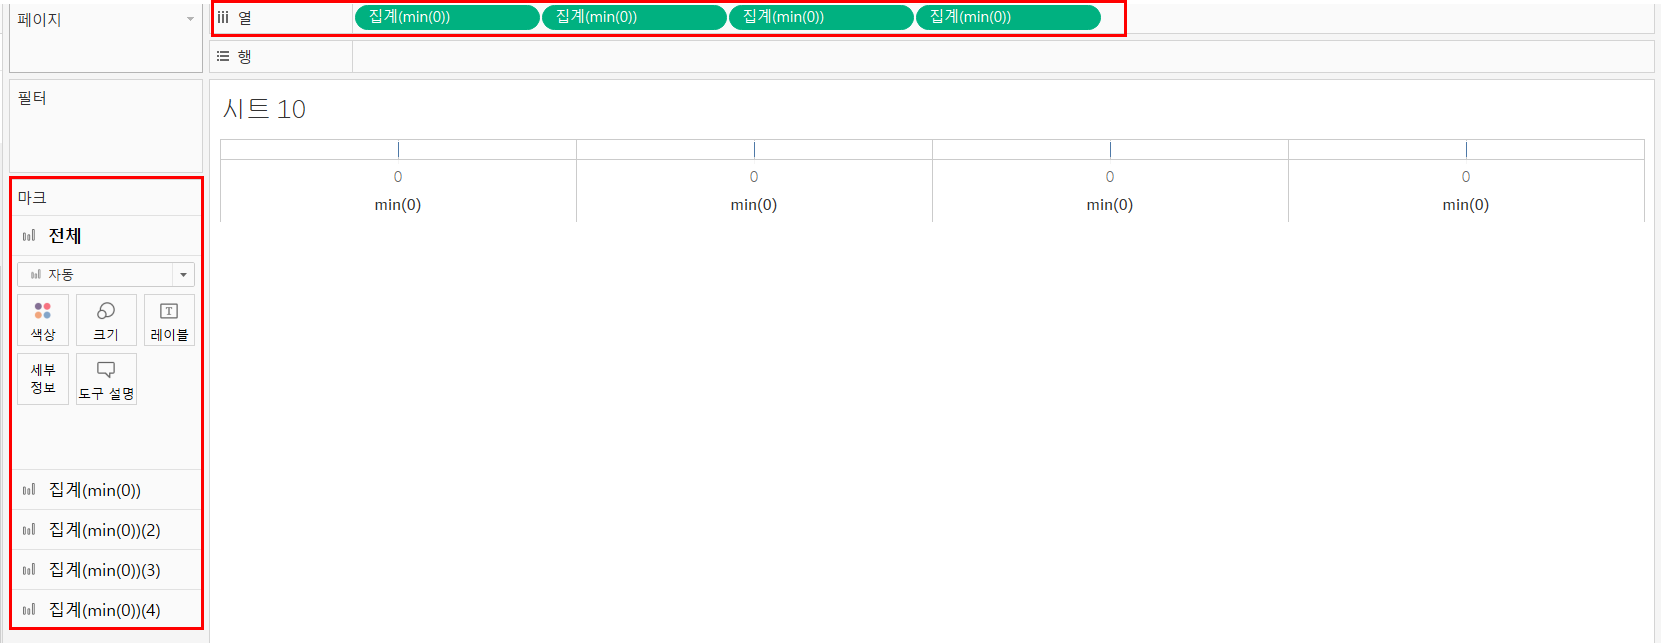 페이지
열 집계(min(0)) 집계(min(0)) 집계(min(0)) 집계(min(0))
행
필터
마크
전체
자동
색상 크기 레이블
세부
정보
도구 설명
집계(min(0))
집계(min(0))(2)
집계(min(0))(3)
집계(min(0))(4)
시트 10
0 0 0 0
min(0) min(0) min(0) min(0)